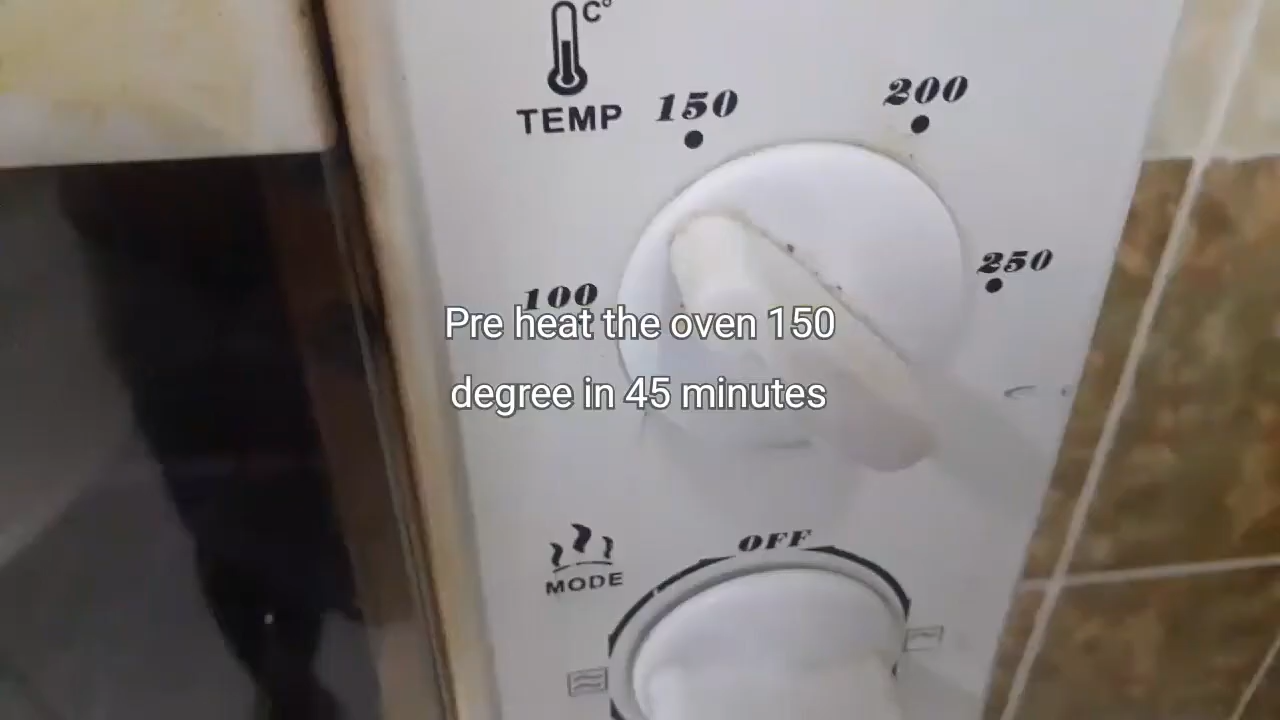 C°
TEMP
150
200
250
100
Pre heat the oven 150
degree in 45 minutes
OFF
MODE